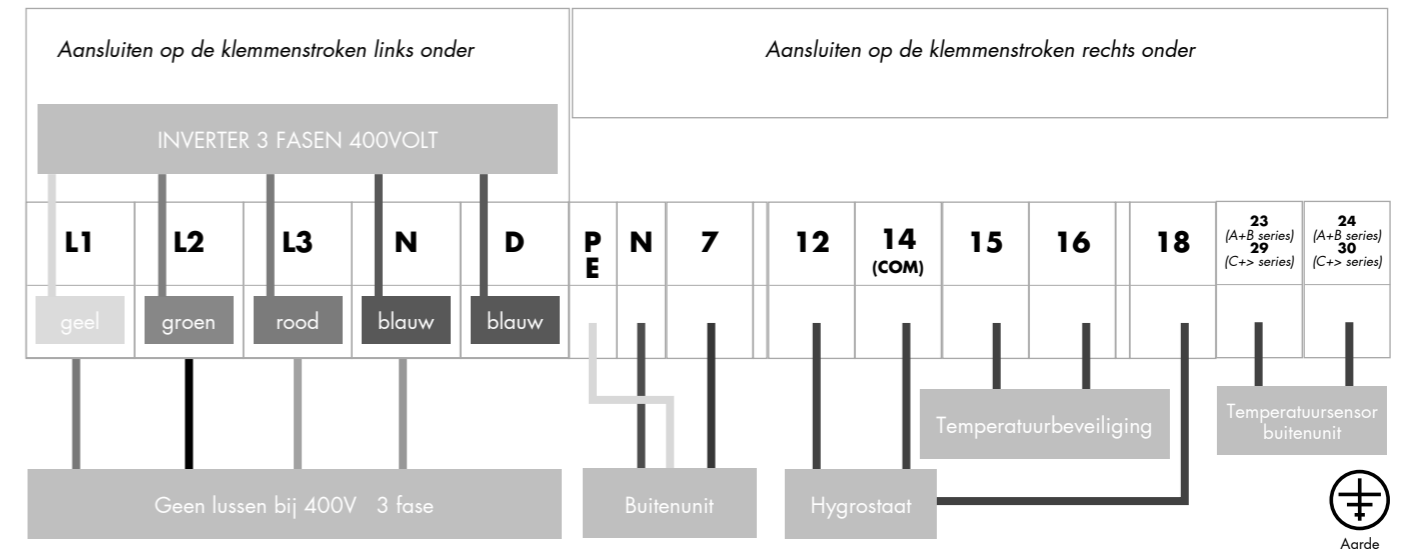 Aansluiten op de klemmenstroken links onder
Aansluiten op de klemmenstroken rechts onder
INVERTER 3 FASEN 400VOLT
L1 L2 L3 N D P E N 7 12 14 (COM) 15 16 18
23
(A+B series)
29
(C+> series)
24
(A+B series)
30
(C+> series)
geel groen rood blauw blauw
Temperatuurbeveiliging
Temperatuursensor
buitenunit
Geen lussen bij 400V 3 fase
Buitenunit
Hygrostaat
Aarde